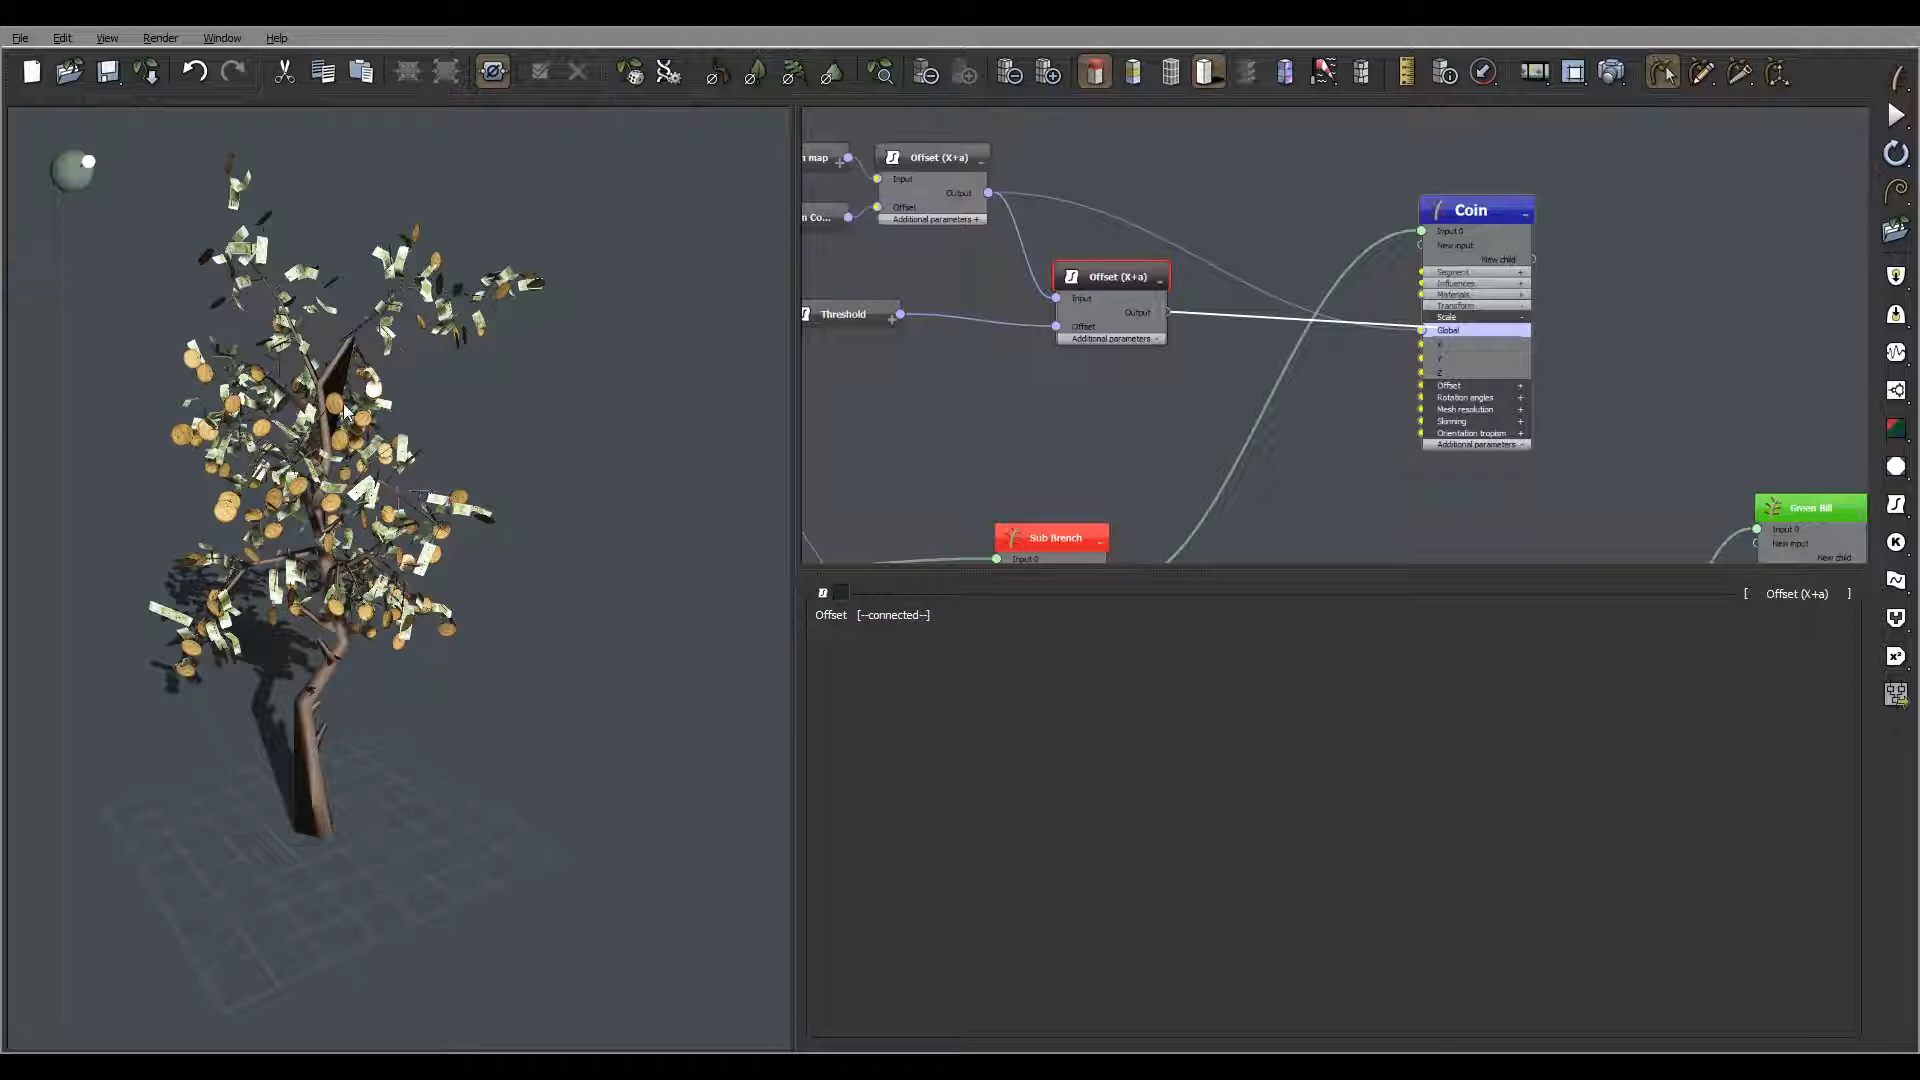 File Edit View Render Window Help
n map
Offset (X+a)
Input
Output
Offset
Additional parameters +
n Co...
Offset (X+a)
Input
Output
Offset
Additional parameters -
Threshold
Coin
Input 0
New input
New child
Segment +
Influences +
Materials +
Transform
Scale -
Global
X
Y
Z
Offset +
Rotation angles +
Mesh resolution +
Skinning +
Orientation tropism +
Additional parameters -
Sub Brench
Input 0
Green Bill
Input 0
New input
New child
[ Offset (X+a) ]
Offset [--connected--]
K
x²